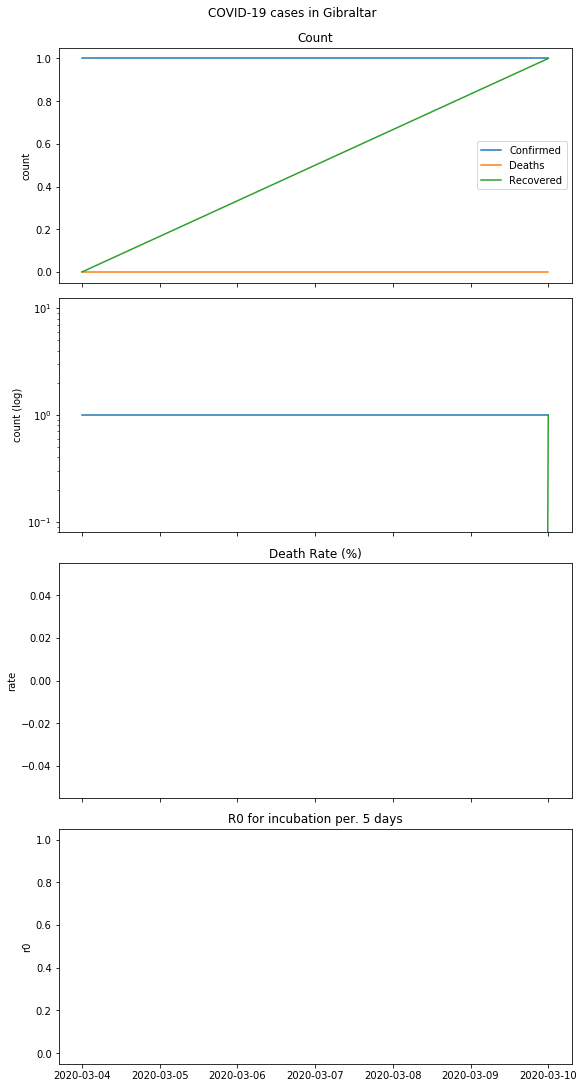 COVID-19 cases in Gibraltar
Count
1.0
0.8
0.6
0.4
0.2
0.0
count
Confirmed
Deaths
Recovered
10¹
10⁰
10⁻¹
count (log)
Death Rate (%)
0.04
0.02
0.00
−0.02
−0.04
rate
R0 for incubation per. 5 days
1.0
0.8
0.6
0.4
0.2
0.0
r0
2020-03-04 2020-03-05 2020-03-06 2020-03-07 2020-03-08 2020-03-09 2020-03-10